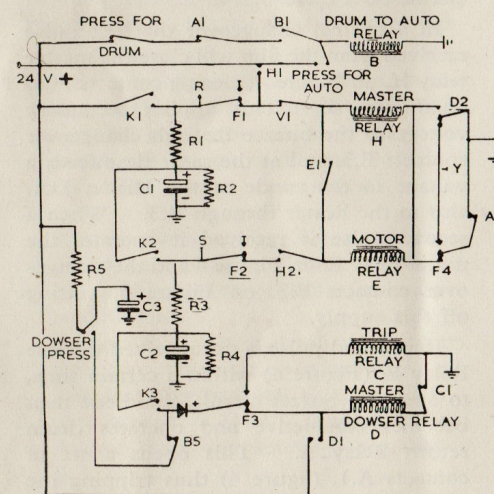 PRESS FOR A1 B1 DRUM TO AUTO
DRUM RELAY
B
24 V + H1 PRESS FOR
AUTO
K1 R F1 V1 MASTER D2
RELAY
H
R1
C1 + R2 E1 Y
K2 S F2 H2 MOTOR F4 A
RELAY
E
R5
C3 + R3
DOWSER
PRESS
C2 + R4 TRIP
RELAY
C C1
K3 F3 MASTER
DOWSER RELAY
B5 D1 D